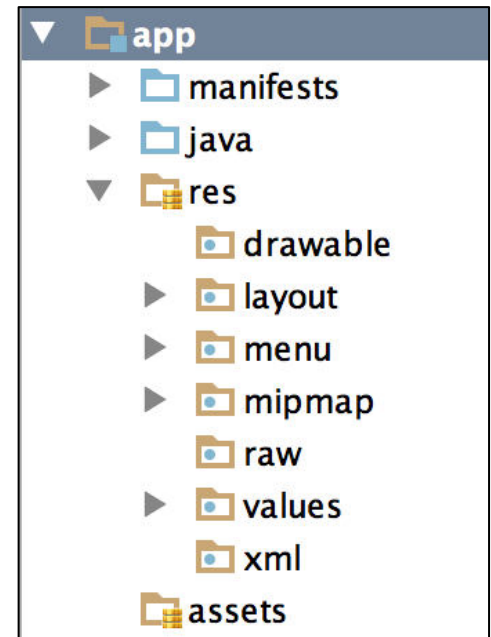 app
manifests
java
res
drawable
layout
menu
mipmap
raw
values
xml
assets